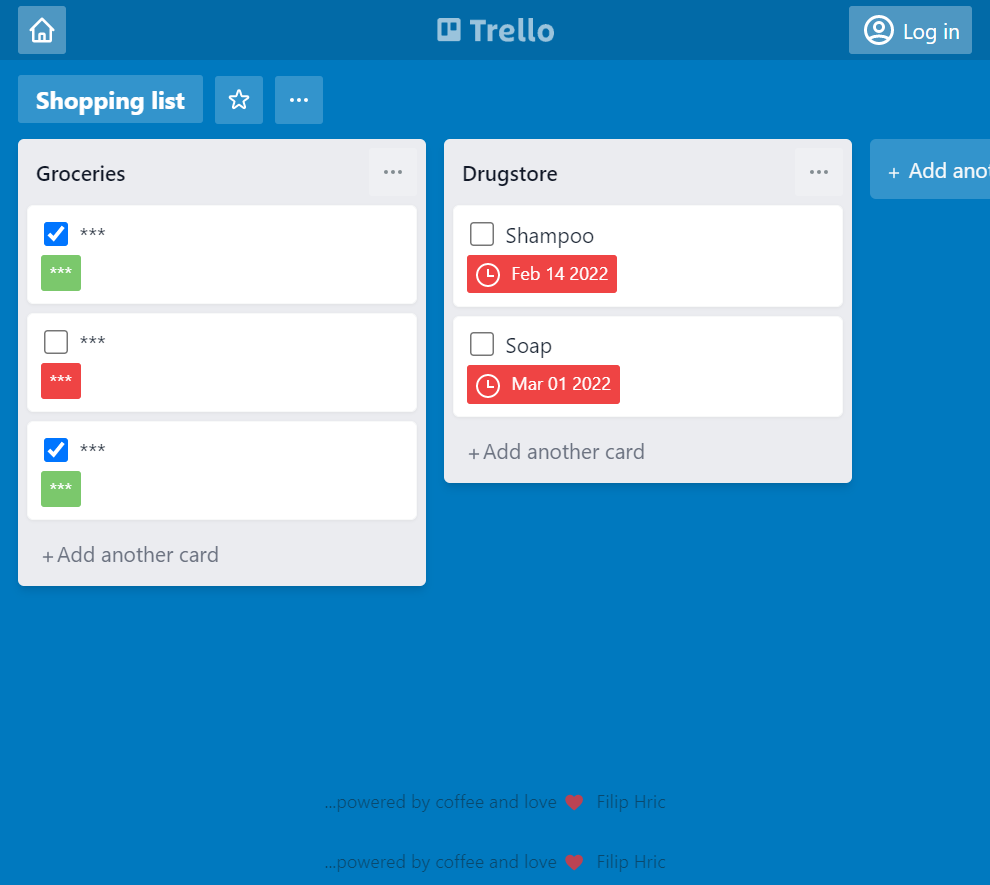 Trello
Log in
Shopping list
...
Groceries
...
***
***
***
***
***
***
+ Add another card
Drugstore
...
Shampoo
Feb 14 2022
Soap
Mar 01 2022
+ Add another card
+ Add anot
...powered by coffee and love Filip Hric
...powered by coffee and love Filip Hric